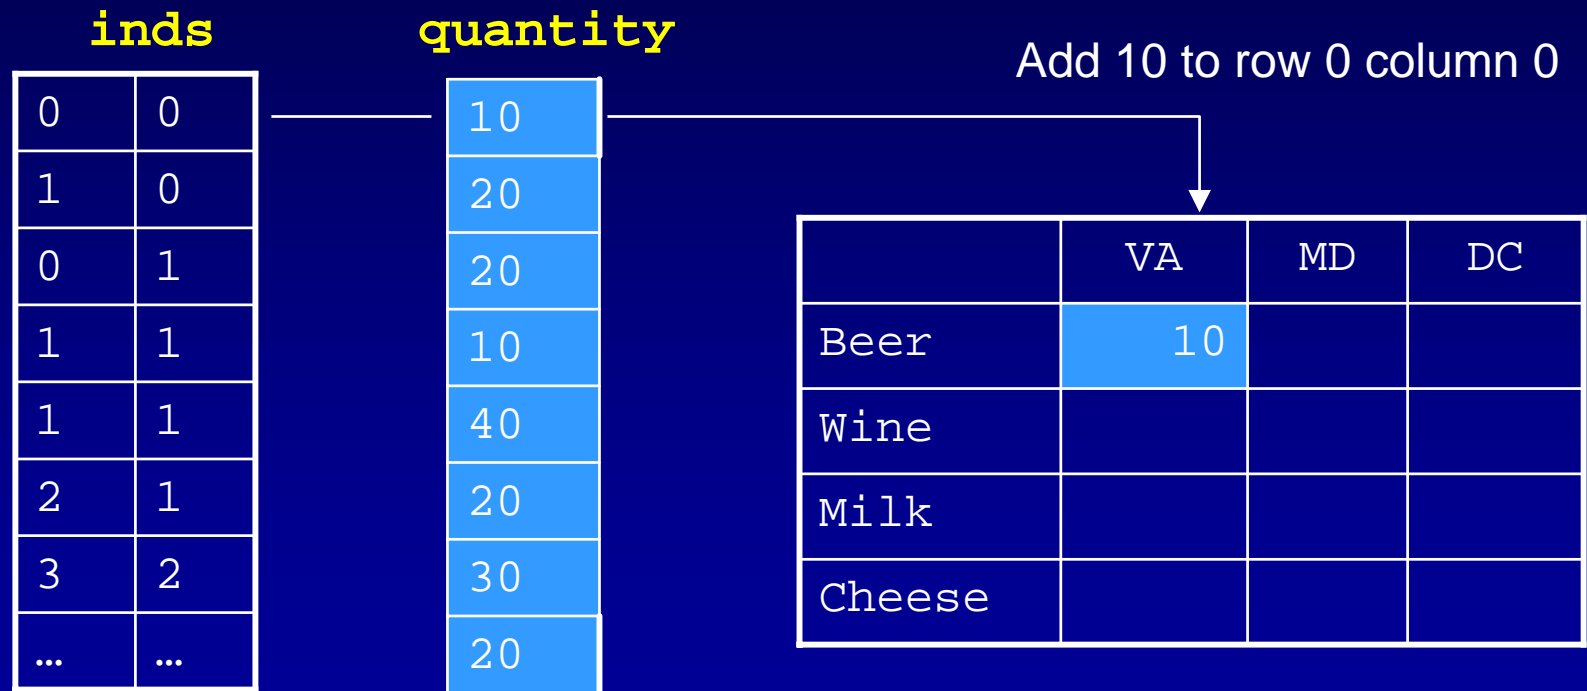 inds quantity
Add 10 to row 0 column 0
0 0 10
1 0 20
0 1 20
1 1 10
1 1 40
2 1 20
3 2 30
… … 20
VA MD DC
Beer 10
Wine
Milk
Cheese